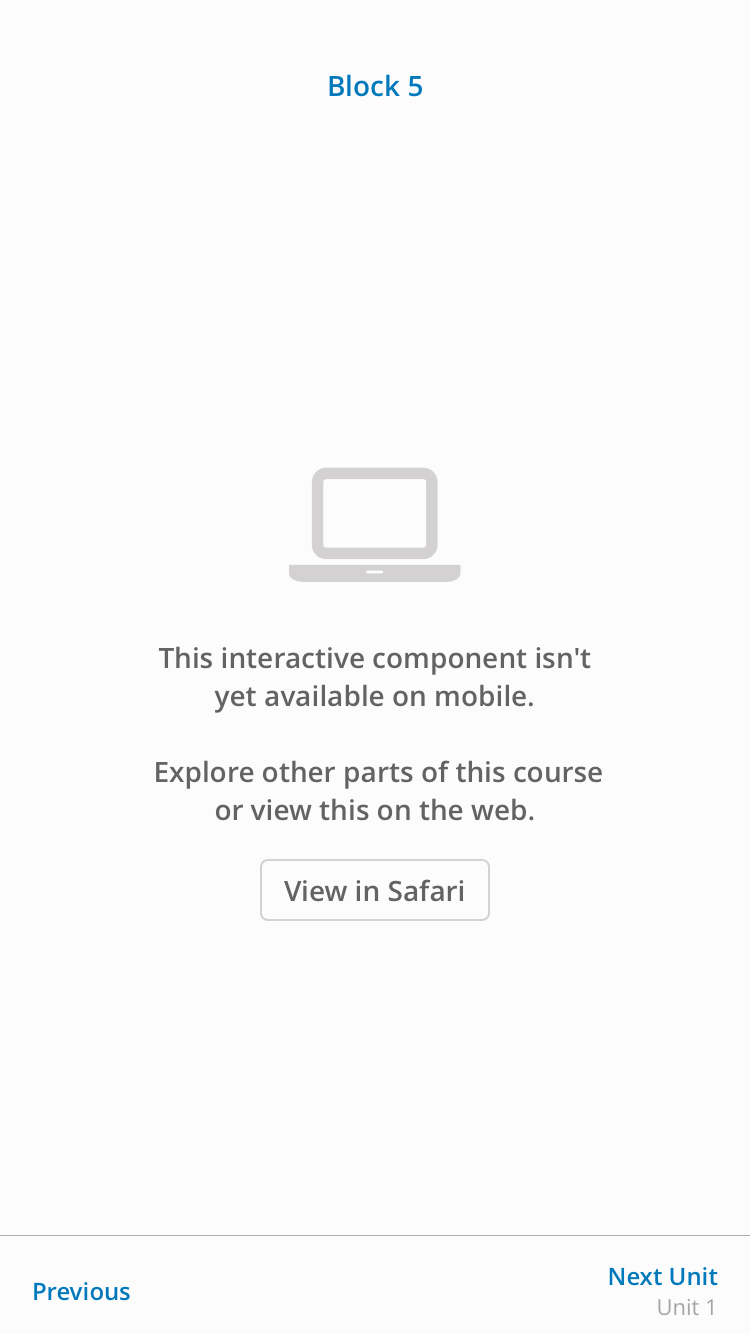 Block 5
This interactive component isn't
yet available on mobile.
Explore other parts of this course
or view this on the web.
View in Safari
Previous
Next Unit
Unit 1